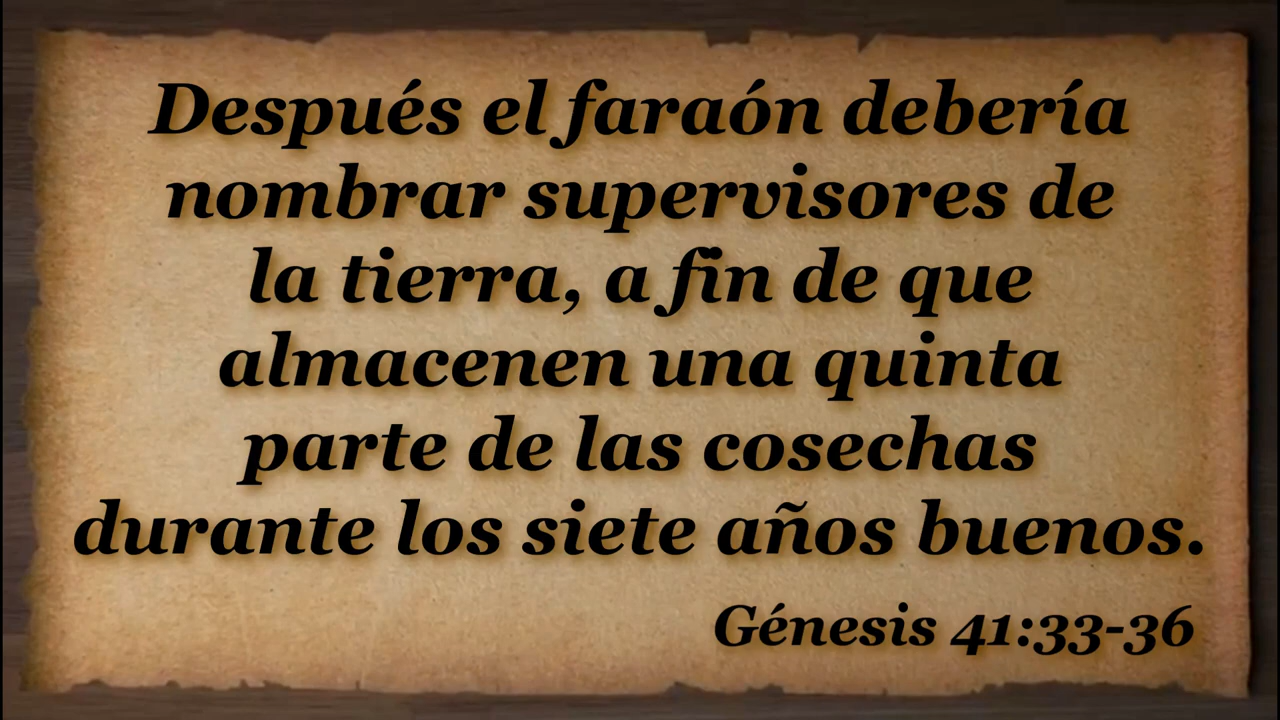 Después el faraón debería
nombrar supervisores de
la tierra, a fin de que
almacenen una quinta
parte de las cosechas
durante los siete años buenos.
Génesis 41:33-36